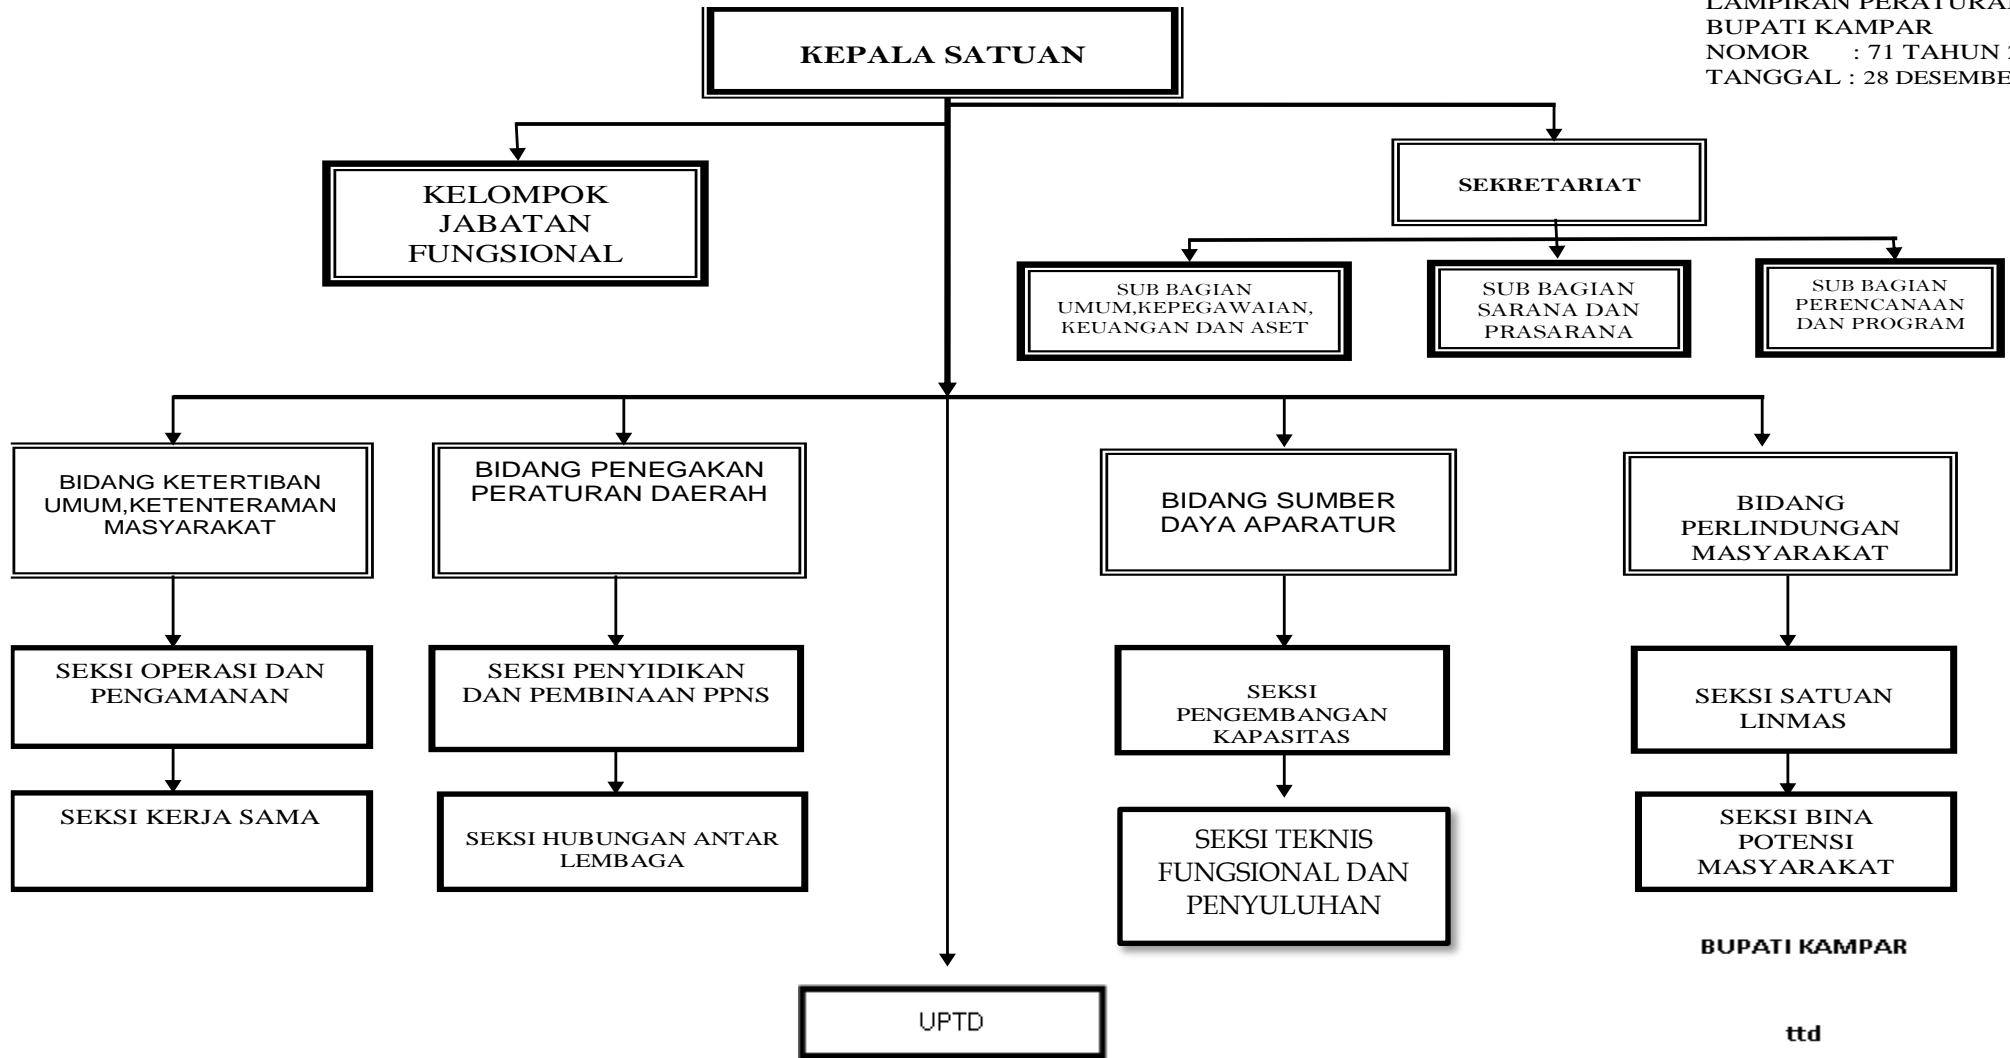 LAMPIRAN PERATURAN
BUPATI KAMPAR
NOMOR : 71 TAHUN
TANGGAL : 28 DESEMBE
KEPALA SATUAN
KELOMPOK
JABATAN
FUNGSIONAL
SEKRETARIAT
SUB BAGIAN
UMUM,KEPEGAWAIAN,
KEUANGAN DAN ASET
SUB BAGIAN
SARANA DAN
PRASARANA
SUB BAGIAN
PERENCANAAN
DAN PROGRAM
BIDANG KETERTIBAN
UMUM,KETENTERAMAN
MASYARAKAT
BIDANG PENEGAKAN
PERATURAN DAERAH
BIDANG SUMBER
DAYA APARATUR
BIDANG
PERLINDUNGAN
MASYARAKAT
SEKSI OPERASI DAN
PENGAMANAN
SEKSI PENYIDIKAN
DAN PEMBINAAN PPNS
SEKSI
PENGEMBANGAN
KAPASITAS
SEKSI SATUAN
LINMAS
SEKSI KERJA SAMA
SEKSI HUBUNGAN ANTAR
LEMBAGA
SEKSI TEKNIS
FUNGSIONAL DAN
PENYULUHAN
SEKSI BINA
POTENSI
MASYARAKAT
BUPATI KAMPAR
UPTD
ttd